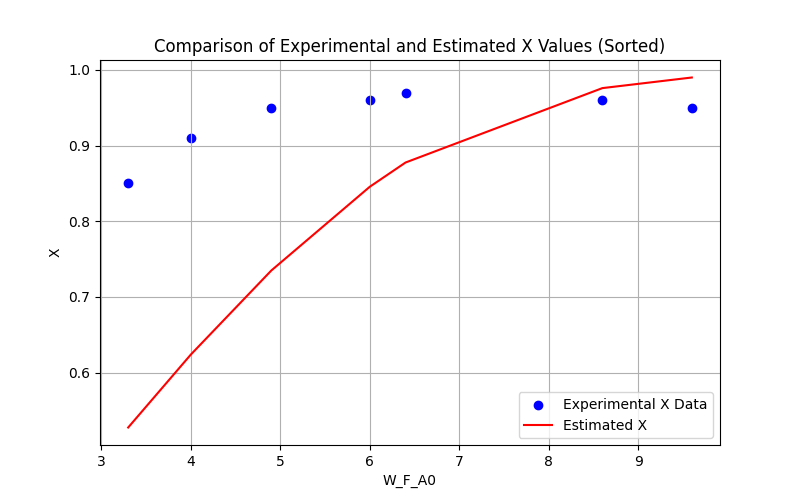 Comparison of Experimental and Estimated X Values (Sorted)
1.0
0.9
0.8
0.7
0.6
X
3 4 5 6 7 8 9
W_F_A0
Experimental X Data
Estimated X